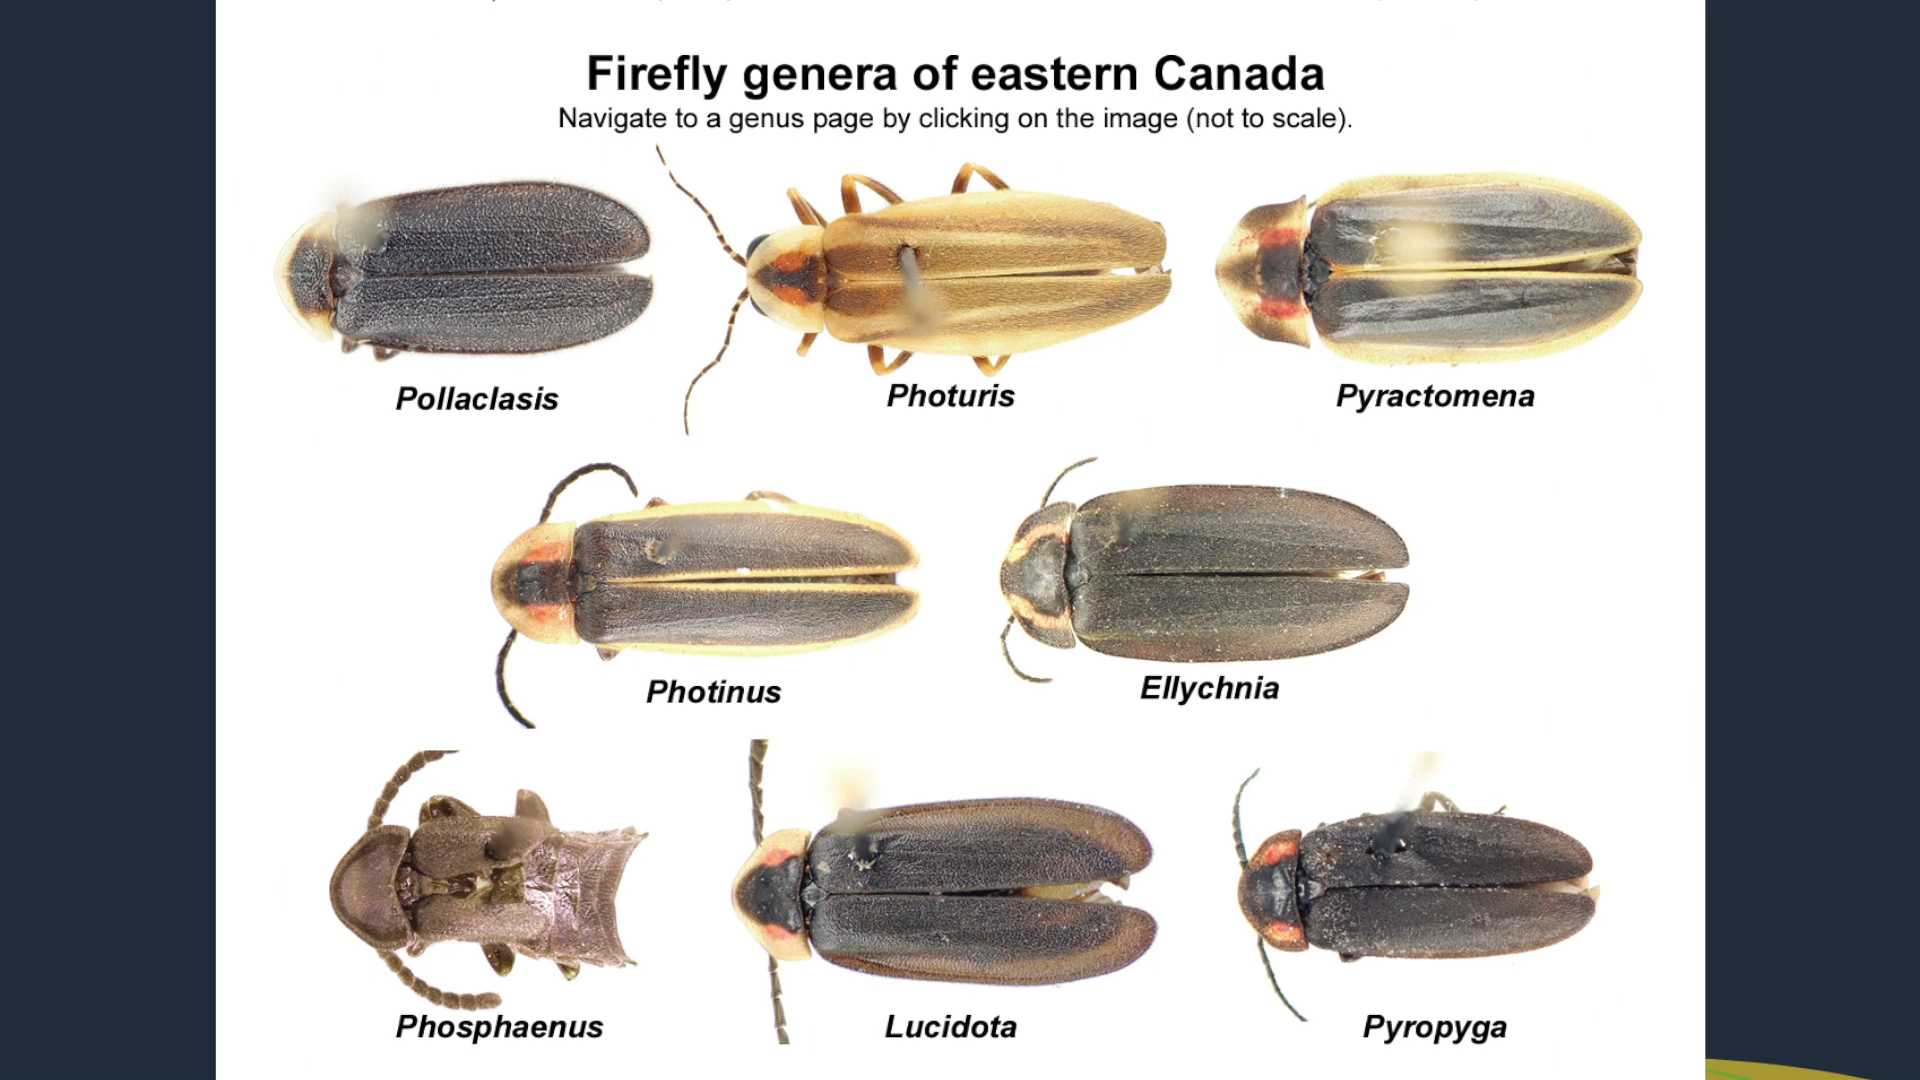 Firefly genera of eastern Canada
Navigate to a genus page by clicking on the image (not to scale).
Pollaclasis
Photuris
Pyractomena
Photinus
Ellychnia
Phosphaenus
Lucidota
Pyropyga